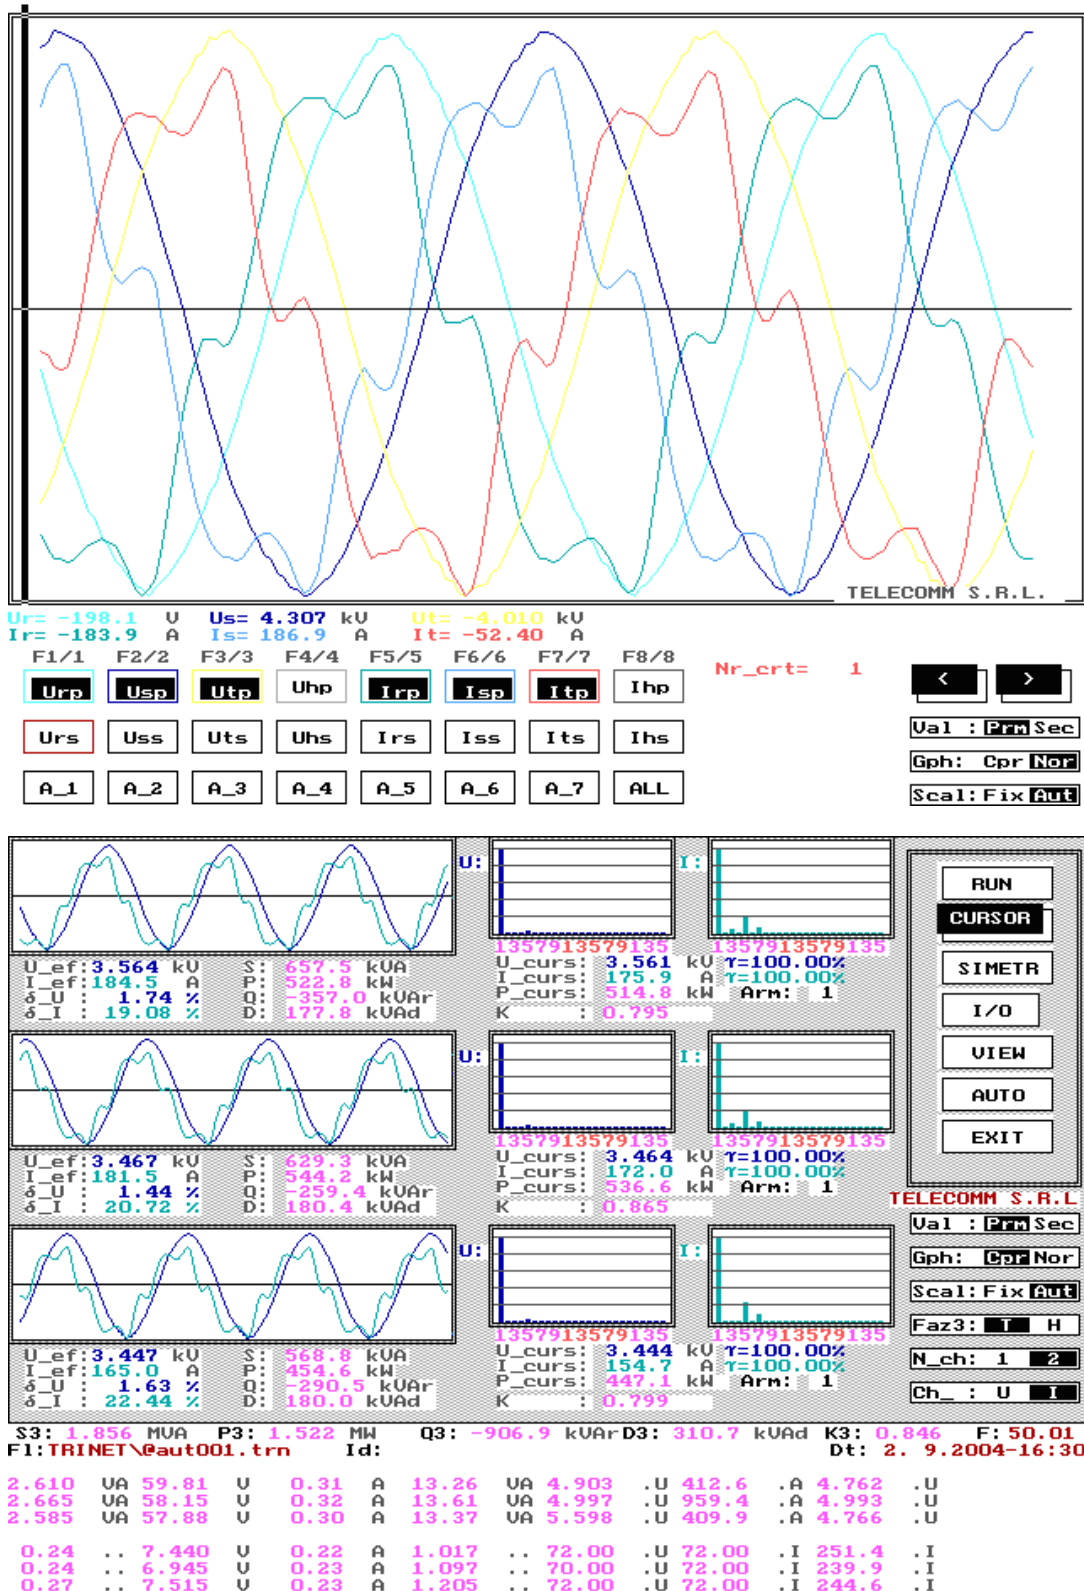 TELECOMM S.R.L.
Ur= -198.1 V Us= 4.307 kV Ut= -4.010 kV
Ir= -183.9 A Is= 186.9 A It= -52.40 A
F1/1 F2/2 F3/3 F4/4 F5/5 F6/6 F7/7 F8/8
Nr_crt= 1
Urp Usp Utp Uhp Irp Isp Itp Ihp
< >
Urs Uss Uts Uhs Irs Iss Its Ihs
Val : Prm Sec
Gph: Cpr Nor
A_1 A_2 A_3 A_4 A_5 A_6 A_7 ALL
Scal: Fix Aut
U: I:
RUN
CURSOR
SIMETR
I/O
VIEW
AUTO
EXIT
1357913579135 1357913579135
U_ef: 3.564 kV S: 657.5 kVA U_curs: 3.561 kV γ=100.00%
I_ef: 184.5 A P: 522.8 kW I_curs: 175.9 A γ=100.00%
δ_U : 1.74 % Q: -357.0 kVAr P_curs: 514.8 kW Arm: 1
δ_I : 19.08 % D: 177.8 kVAd K : 0.795
U: I:
1357913579135 1357913579135
U_ef: 3.467 kV S: 629.3 kVA U_curs: 3.464 kV γ=100.00%
I_ef: 181.5 A P: 544.2 kW I_curs: 172.0 A γ=100.00%
δ_U : 1.44 % Q: -259.4 kVAr P_curs: 536.6 kW Arm: 1
δ_I : 20.72 % D: 180.4 kVAd K : 0.865
TELECOMM S.R.L
Val : Prm Sec
Gph: Cpr Nor
Scal: Fix Aut
Faz3: T H
N_ch: 1 2
Ch_ : U I
U: I:
1357913579135 1357913579135
U_ef: 3.447 kV S: 568.8 kVA U_curs: 3.444 kV γ=100.00%
I_ef: 165.0 A P: 454.6 kW I_curs: 154.7 A γ=100.00%
δ_U : 1.63 % Q: -290.5 kVAr P_curs: 447.1 kW Arm: 1
δ_I : 22.44 % D: 180.0 kVAd K : 0.799
S3: 1.856 MVA P3: 1.522 MW Q3: -906.9 kVAr D3: 310.7 kVAd K3: 0.846 F: 50.01
F1:TRINET\@aut001.trn Id: Dt: 2. 9.2004-16:30
2.610 VA 59.81 V 0.31 A 13.26 VA 4.903 .U 412.6 .A 4.762 .U
2.665 VA 58.15 V 0.32 A 13.61 VA 4.997 .U 959.4 .A 4.993 .U
2.585 VA 57.88 V 0.30 A 13.37 VA 5.598 .U 409.9 .A 4.766 .U
0.24 .. 7.440 V 0.22 A 1.017 .. 72.00 .U 72.00 .I 251.4 .I
0.24 .. 6.945 V 0.23 A 1.097 .. 70.00 .U 72.00 .I 239.9 .I
0.27 .. 7.515 V 0.23 A 1.205 .. 72.00 .U 72.00 .I 244.6 .I